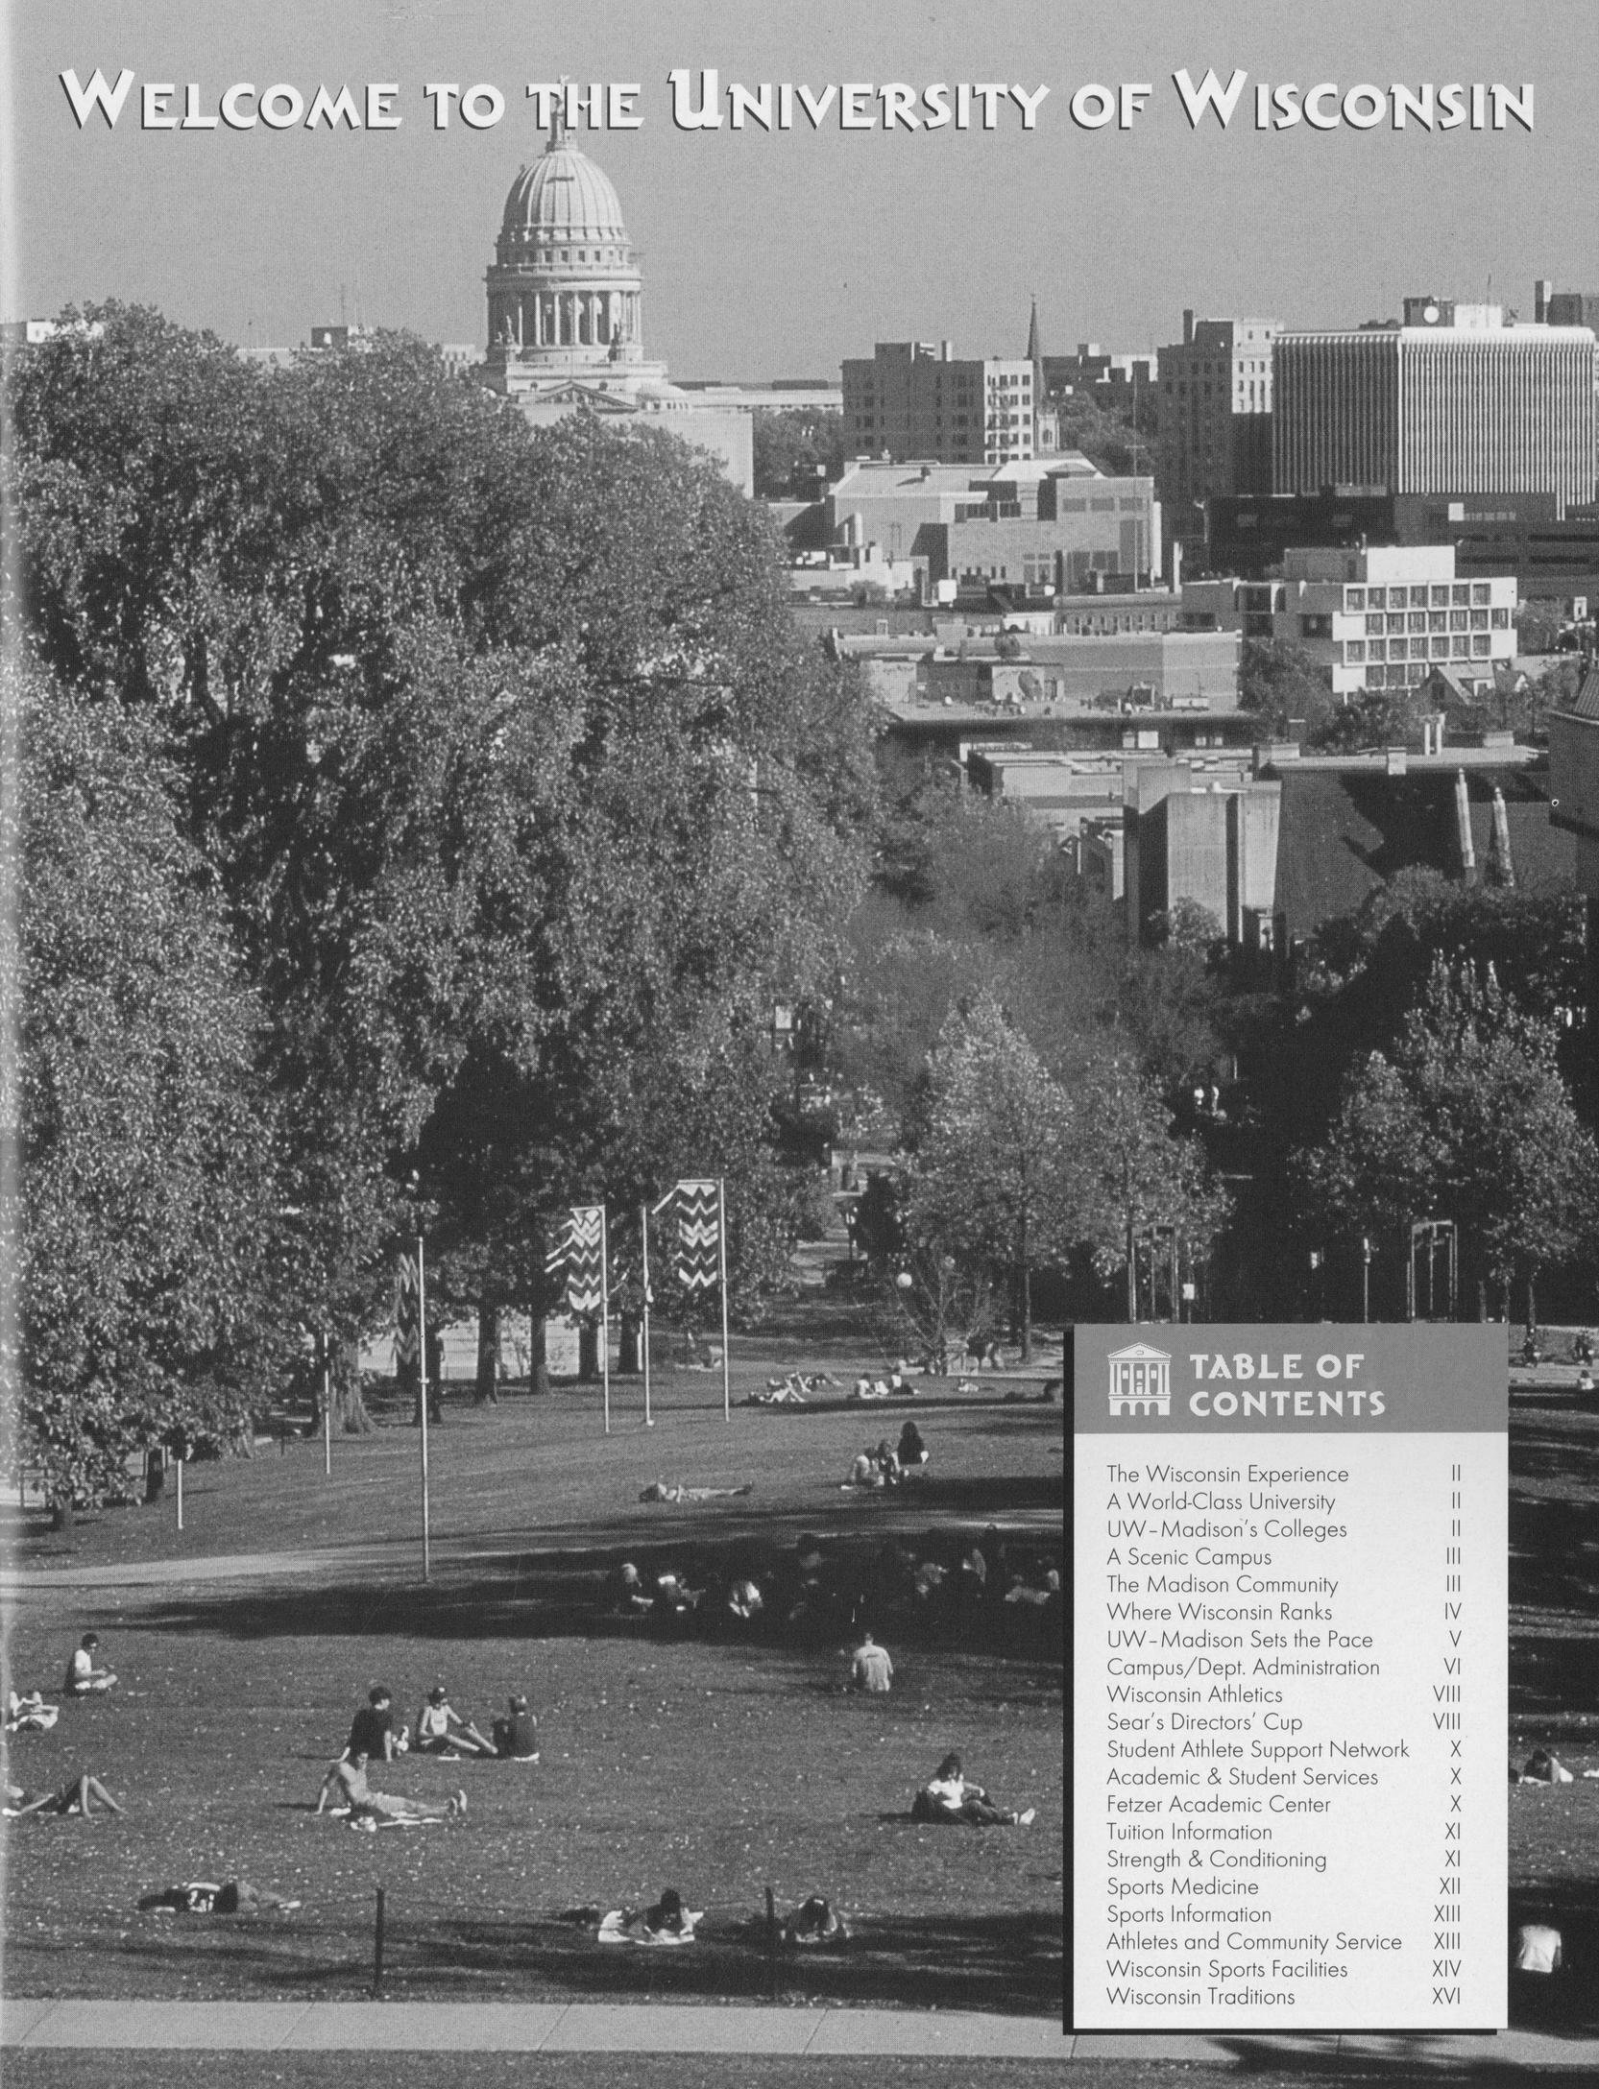 WELCOME TO THE UNIVERSITY OF WISCONSIN
TABLE OF
CONTENTS
The Wisconsin Experience II
A World-Class University II
UW–Madison's Colleges II
A Scenic Campus III
The Madison Community III
Where Wisconsin Ranks IV
UW–Madison Sets the Pace V
Campus/Dept. Administration VI
Wisconsin Athletics VIII
Sear's Directors' Cup VIII
Student Athlete Support Network X
Academic & Student Services X
Fetzer Academic Center X
Tuition Information XI
Strength & Conditioning XI
Sports Medicine XII
Sports Information XIII
Athletes and Community Service XIII
Wisconsin Sports Facilities XIV
Wisconsin Traditions XVI